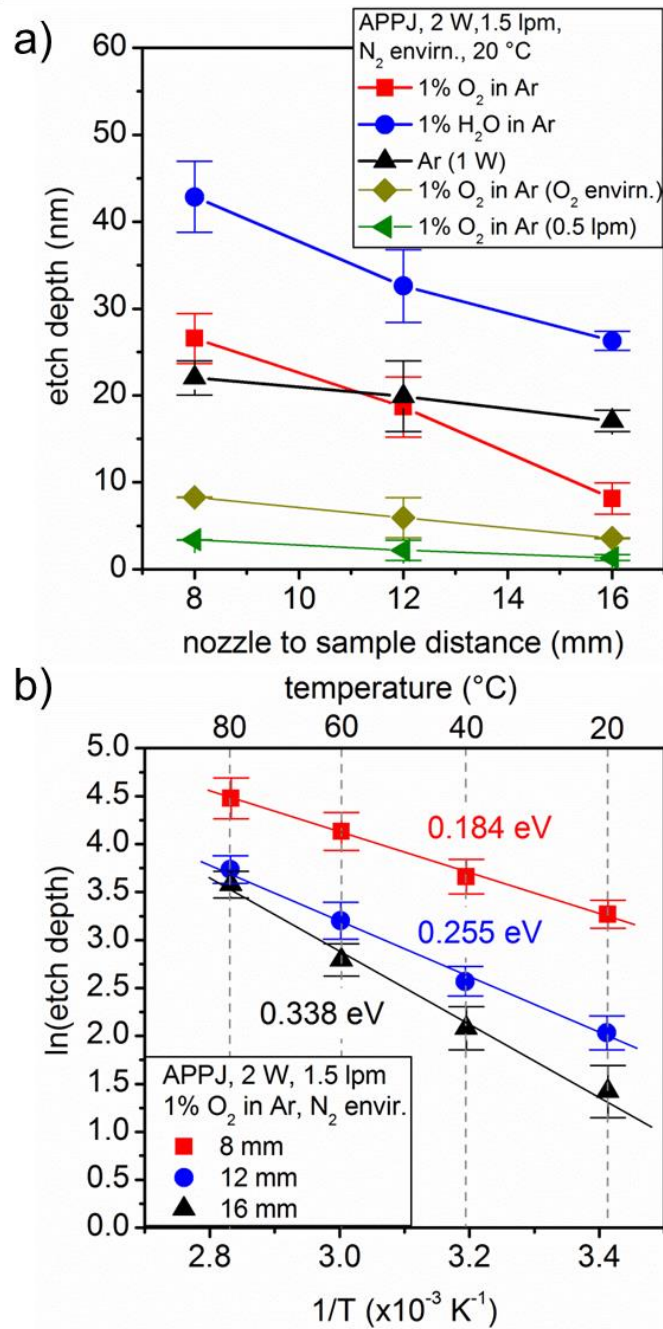 a)
APPJ, 2 W,1.5 lpm,
N₂ envirn., 20 °C
1% O₂ in Ar
1% H₂O in Ar
Ar (1 W)
1% O₂ in Ar (O₂ envirn.)
1% O₂ in Ar (0.5 lpm)
60
50
40
30
20
10
0
etch depth (nm)
8 10 12 14 16
nozzle to sample distance (mm)
b)
temperature (°C)
80 60 40 20
5.0
4.5
4.0
3.5
3.0
2.5
2.0
1.5
1.0
0.5
0.0
ln(etch depth)
0.184 eV
0.255 eV
0.338 eV
APPJ, 2 W, 1.5 lpm
1% O₂ in Ar, N₂ envir.
8 mm
12 mm
16 mm
2.8 3.0 3.2 3.4
1/T (x10⁻³ K⁻¹)